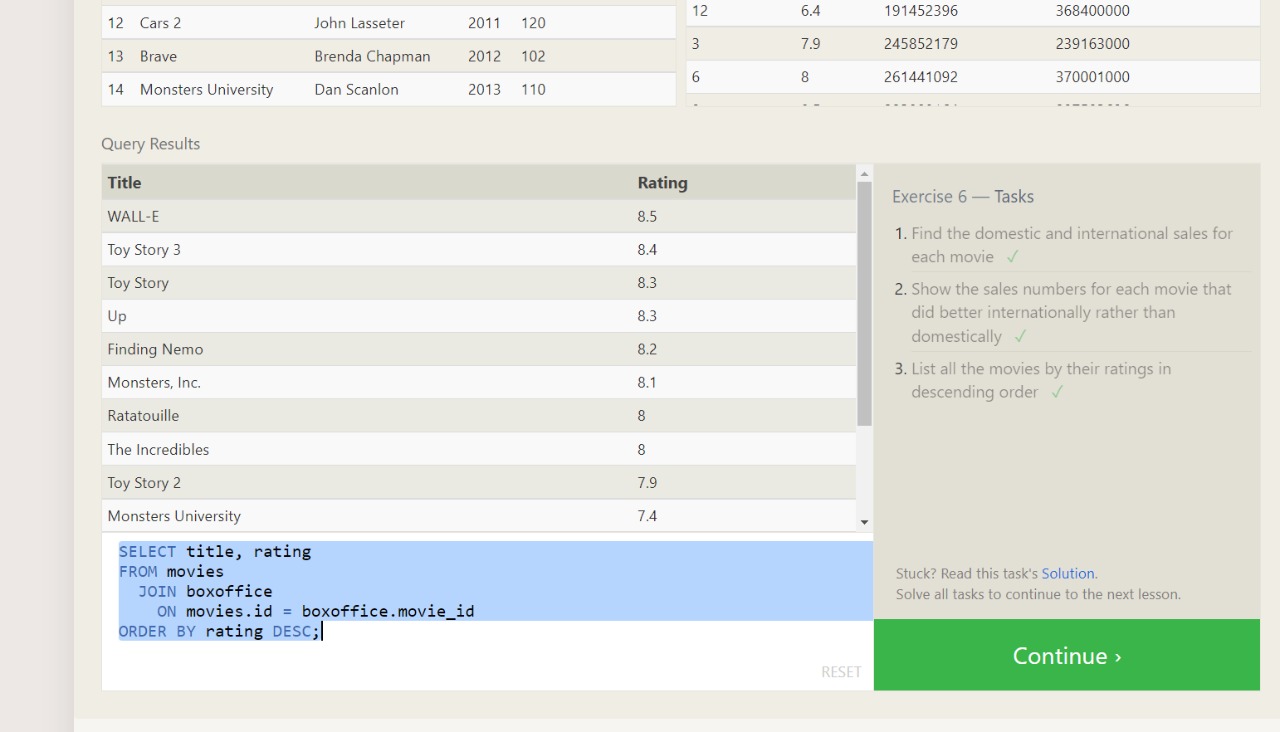 12 Cars 2 John Lasseter 2011 120
13 Brave Brenda Chapman 2012 102
14 Monsters University Dan Scanlon 2013 110
12 6.4 191452396 368400000
3 7.9 245852179 239163000
6 8 261441092 370001000
Query Results
Title Rating
WALL-E 8.5
Toy Story 3 8.4
Toy Story 8.3
Up 8.3
Finding Nemo 8.2
Monsters, Inc. 8.1
Ratatouille 8
The Incredibles 8
Toy Story 2 7.9
Monsters University 7.4
SELECT title, rating
FROM movies
JOIN boxoffice
ON movies.id = boxoffice.movie_id
ORDER BY rating DESC;
RESET
Exercise 6 — Tasks
1. Find the domestic and international sales for
each movie ✓
2. Show the sales numbers for each movie that
did better internationally rather than
domestically ✓
3. List all the movies by their ratings in
descending order ✓
Stuck? Read this task's Solution.
Solve all tasks to continue to the next lesson.
Continue ›